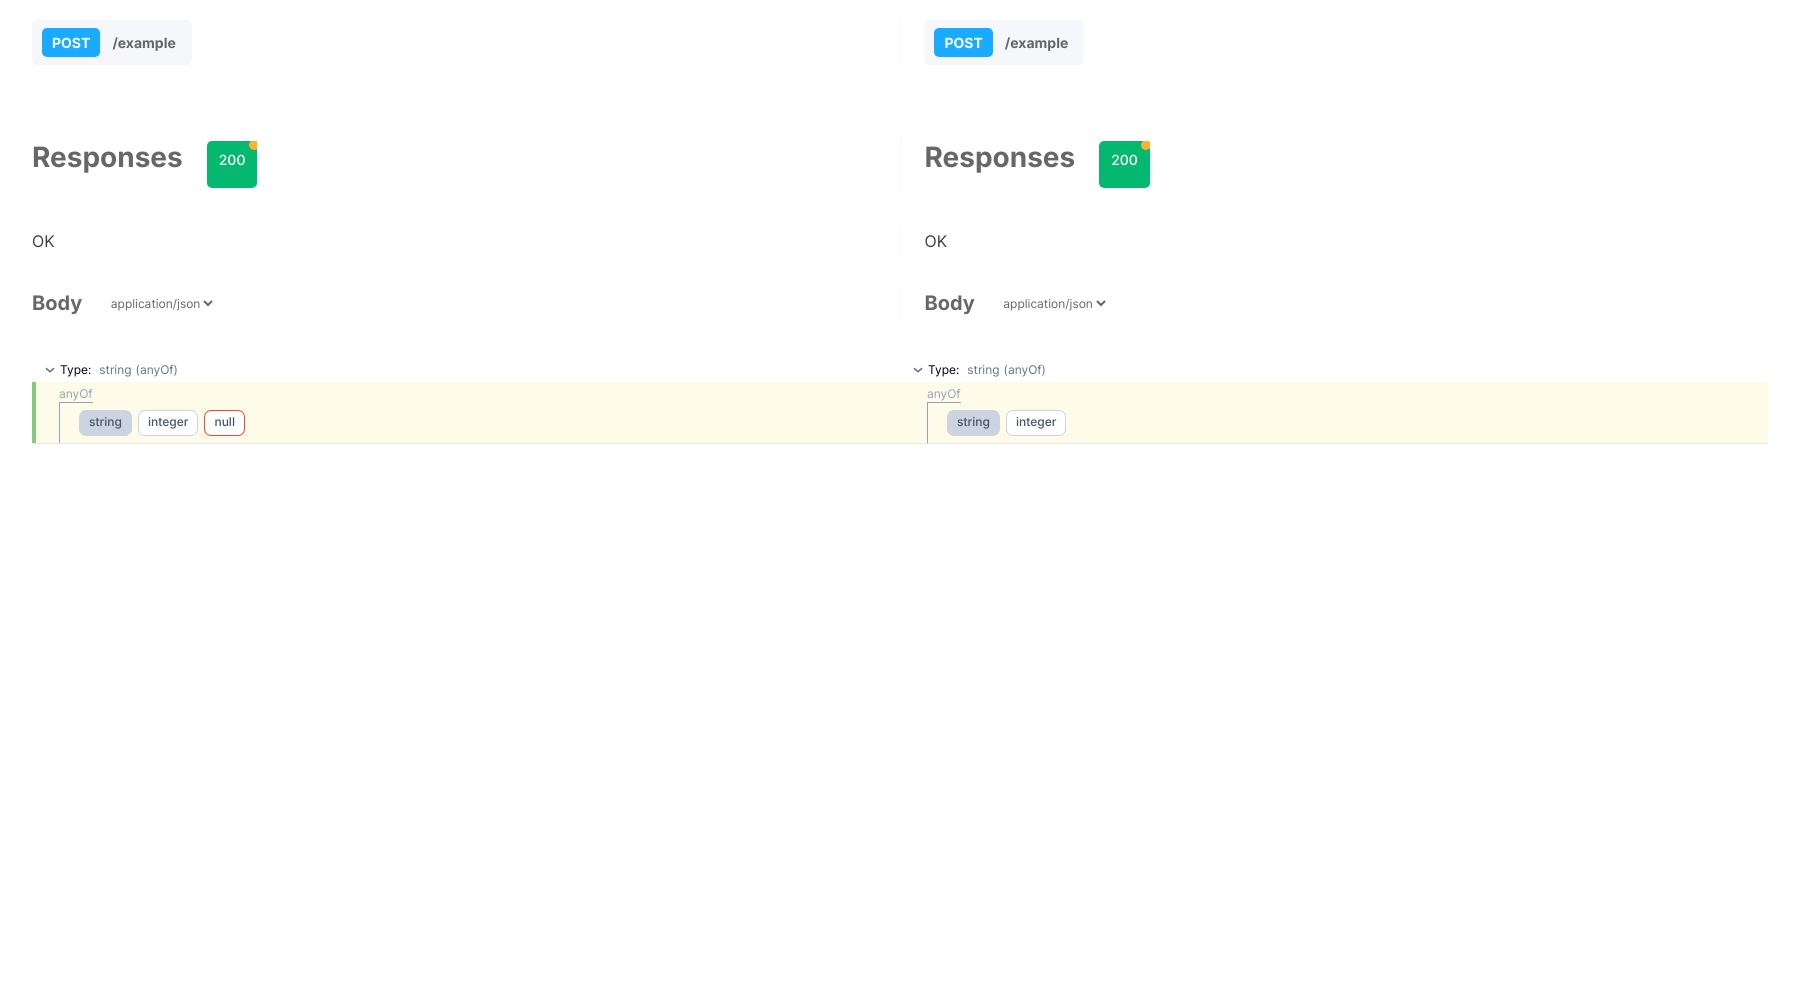 POST /example POST /example
Responses 200 Responses 200
OK OK
Body application/json Body application/json
Type: string (anyOf) Type: string (anyOf)
anyOf anyOf
string integer null string integer